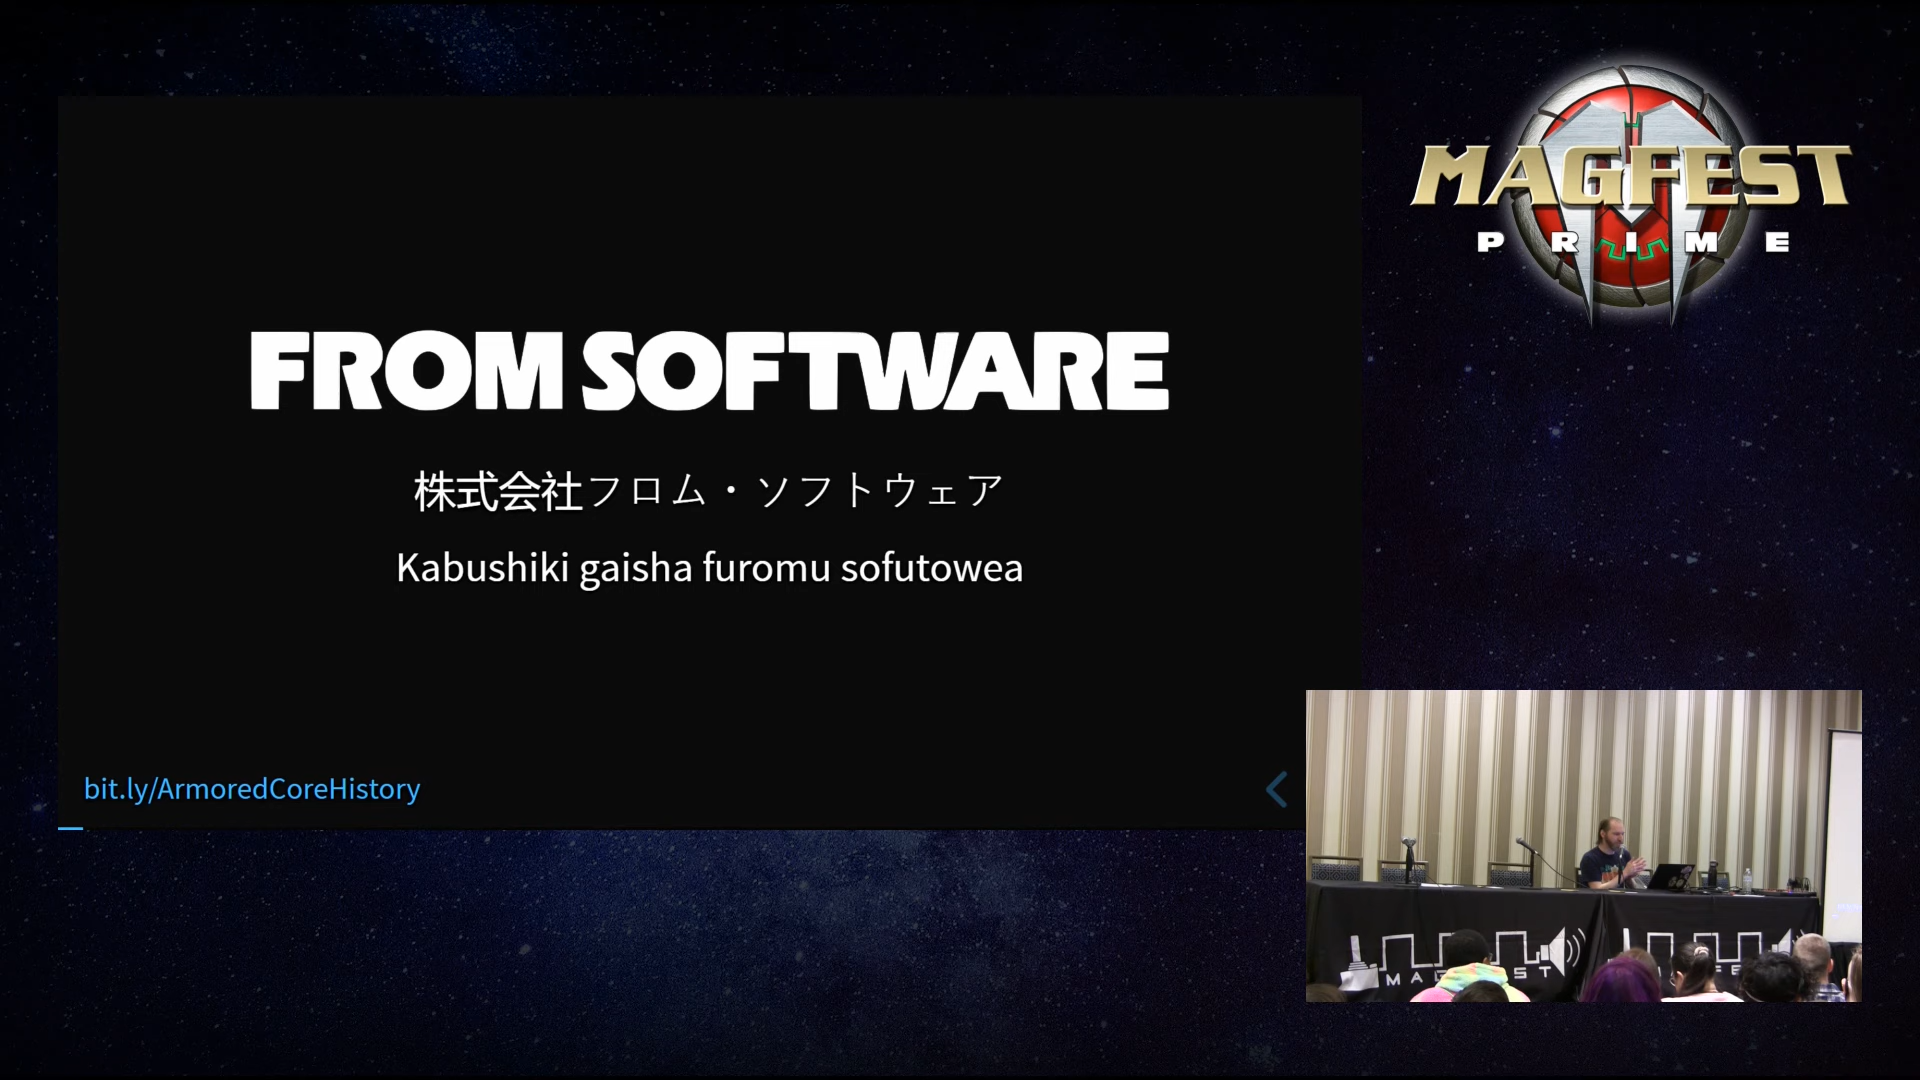 MAGFEST
PRIME
FROM SOFTWARE
株式会社フロム・ソフトウェア
Kabushiki gaisha furomu sofutowea
bit.ly/ArmoredCoreHistory